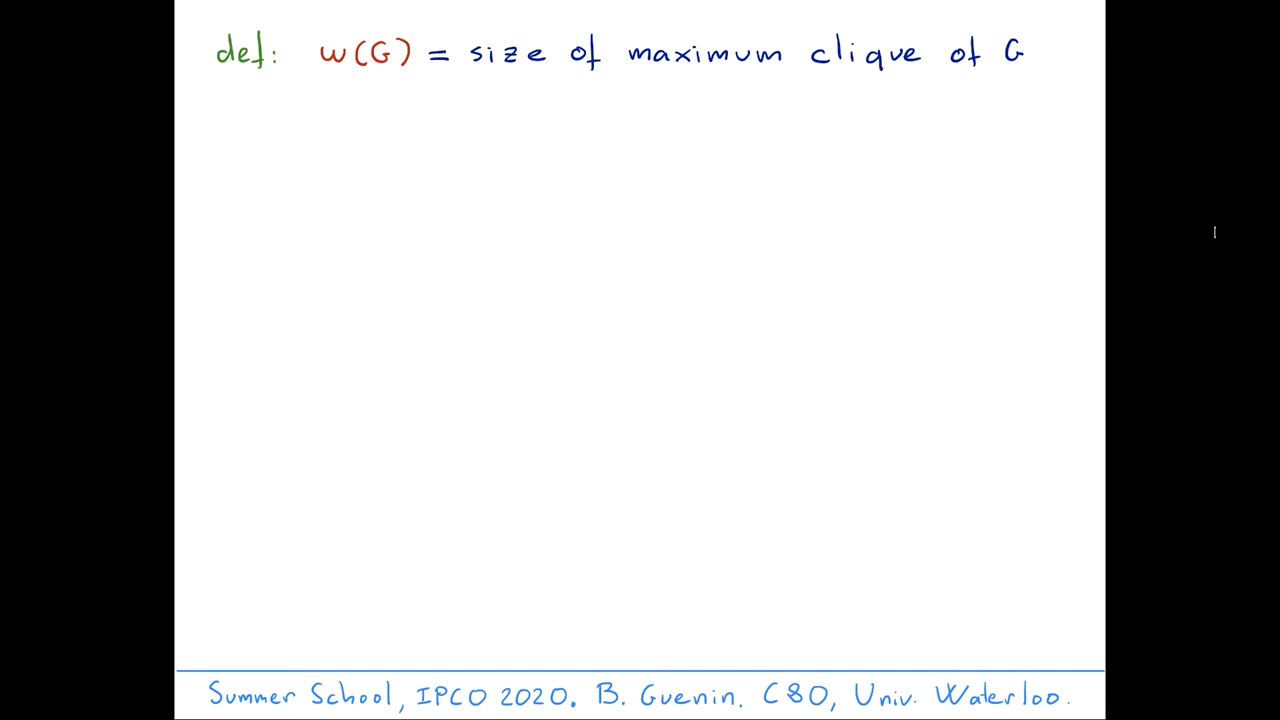 def: ω(G) = size of maximum clique of G
Summer School, IPCO 2020. B. Guenin. C&O, Univ. Waterloo.